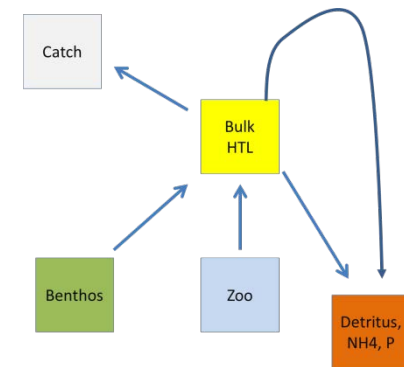 Catch
Bulk
HTL
Benthos
Zoo
Detritus,
NH4, P